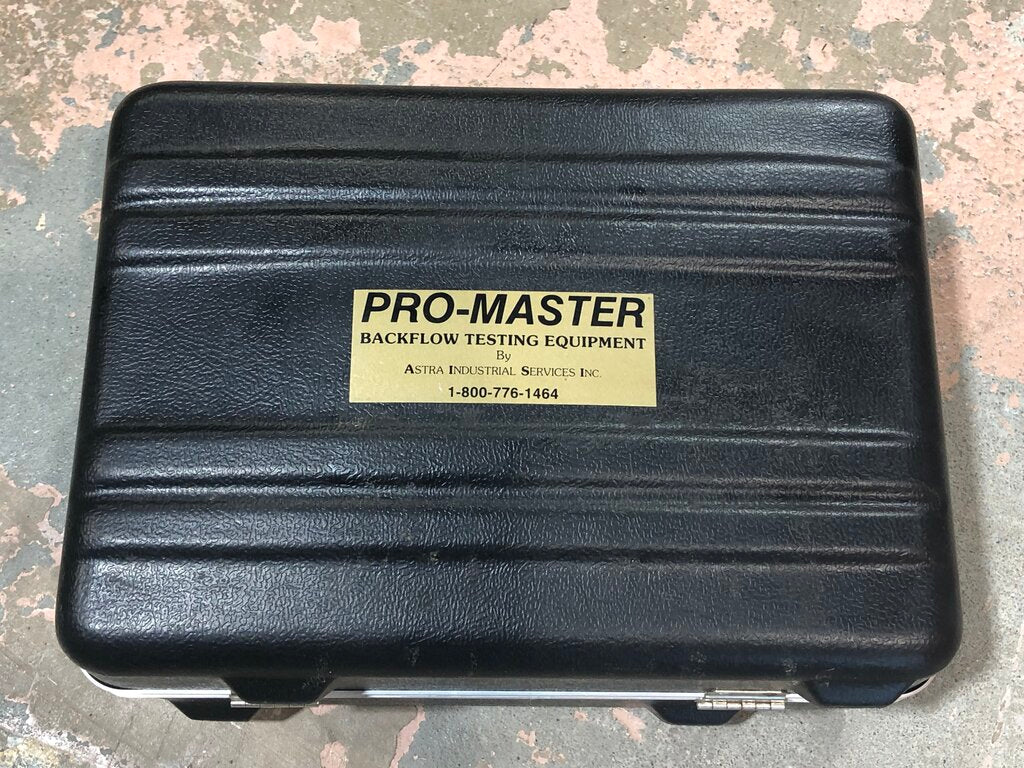 PRO-MASTER
BACKFLOW TESTING EQUIPMENT
By
ASTRA INDUSTRIAL SERVICES INC.
1-800-776-1464